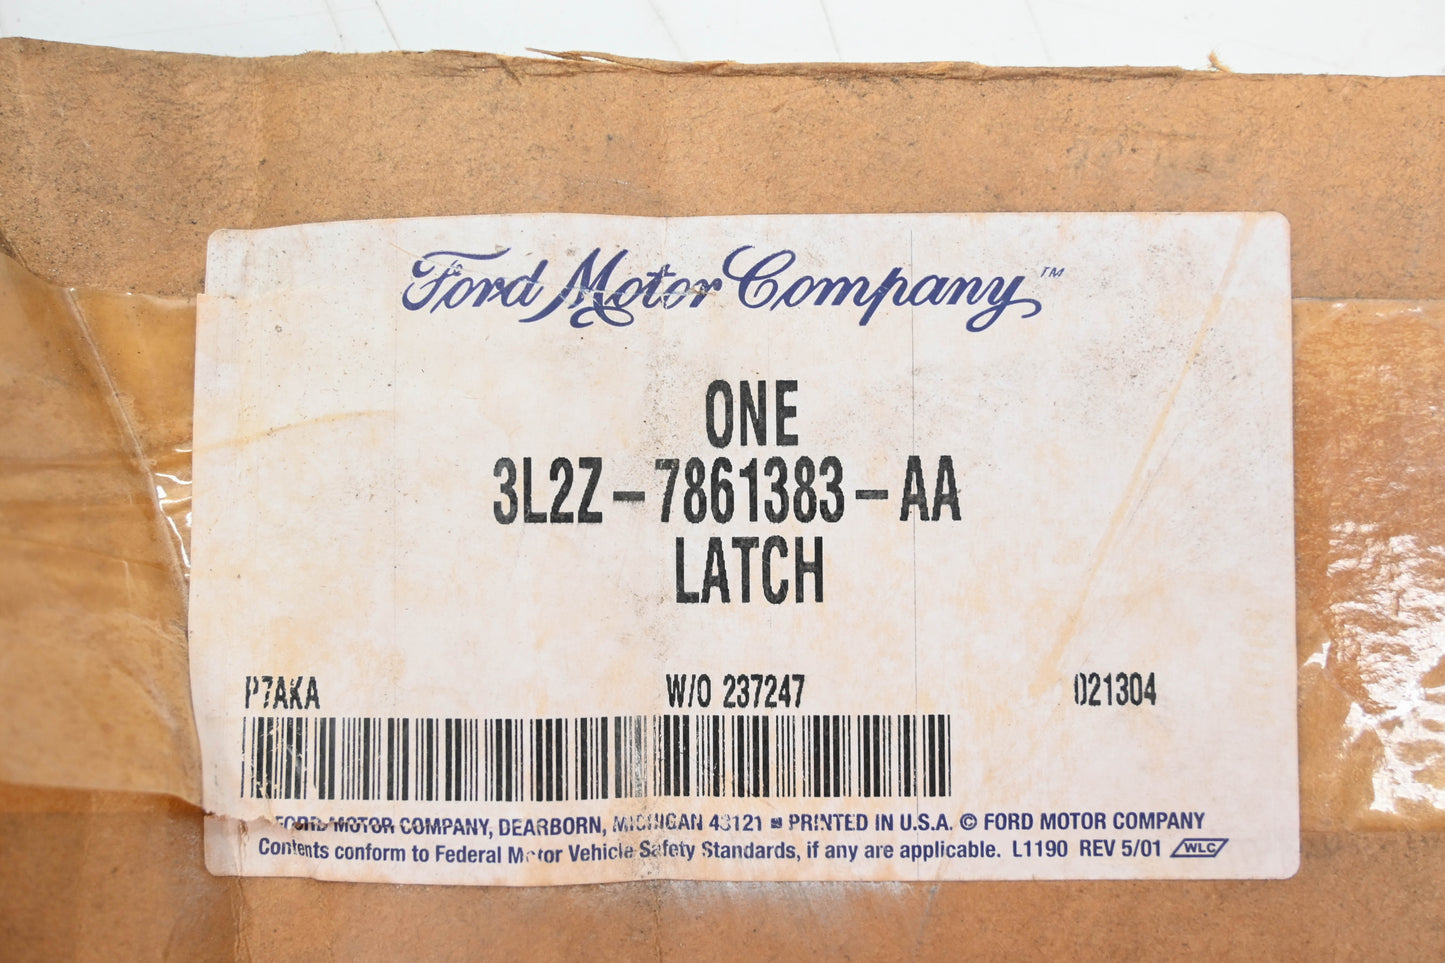 Ford Motor Company™
ONE
3L2Z-7861383-AA
LATCH
P7AKA W/O 237247 021304
FORD MOTOR COMPANY, DEARBORN, MICHIGAN 48121 ■ PRINTED IN U.S.A. © FORD MOTOR COMPANY
Contents conform to Federal Motor Vehicle Safety Standards, if any are applicable. L1190 REV 5/01 WLC